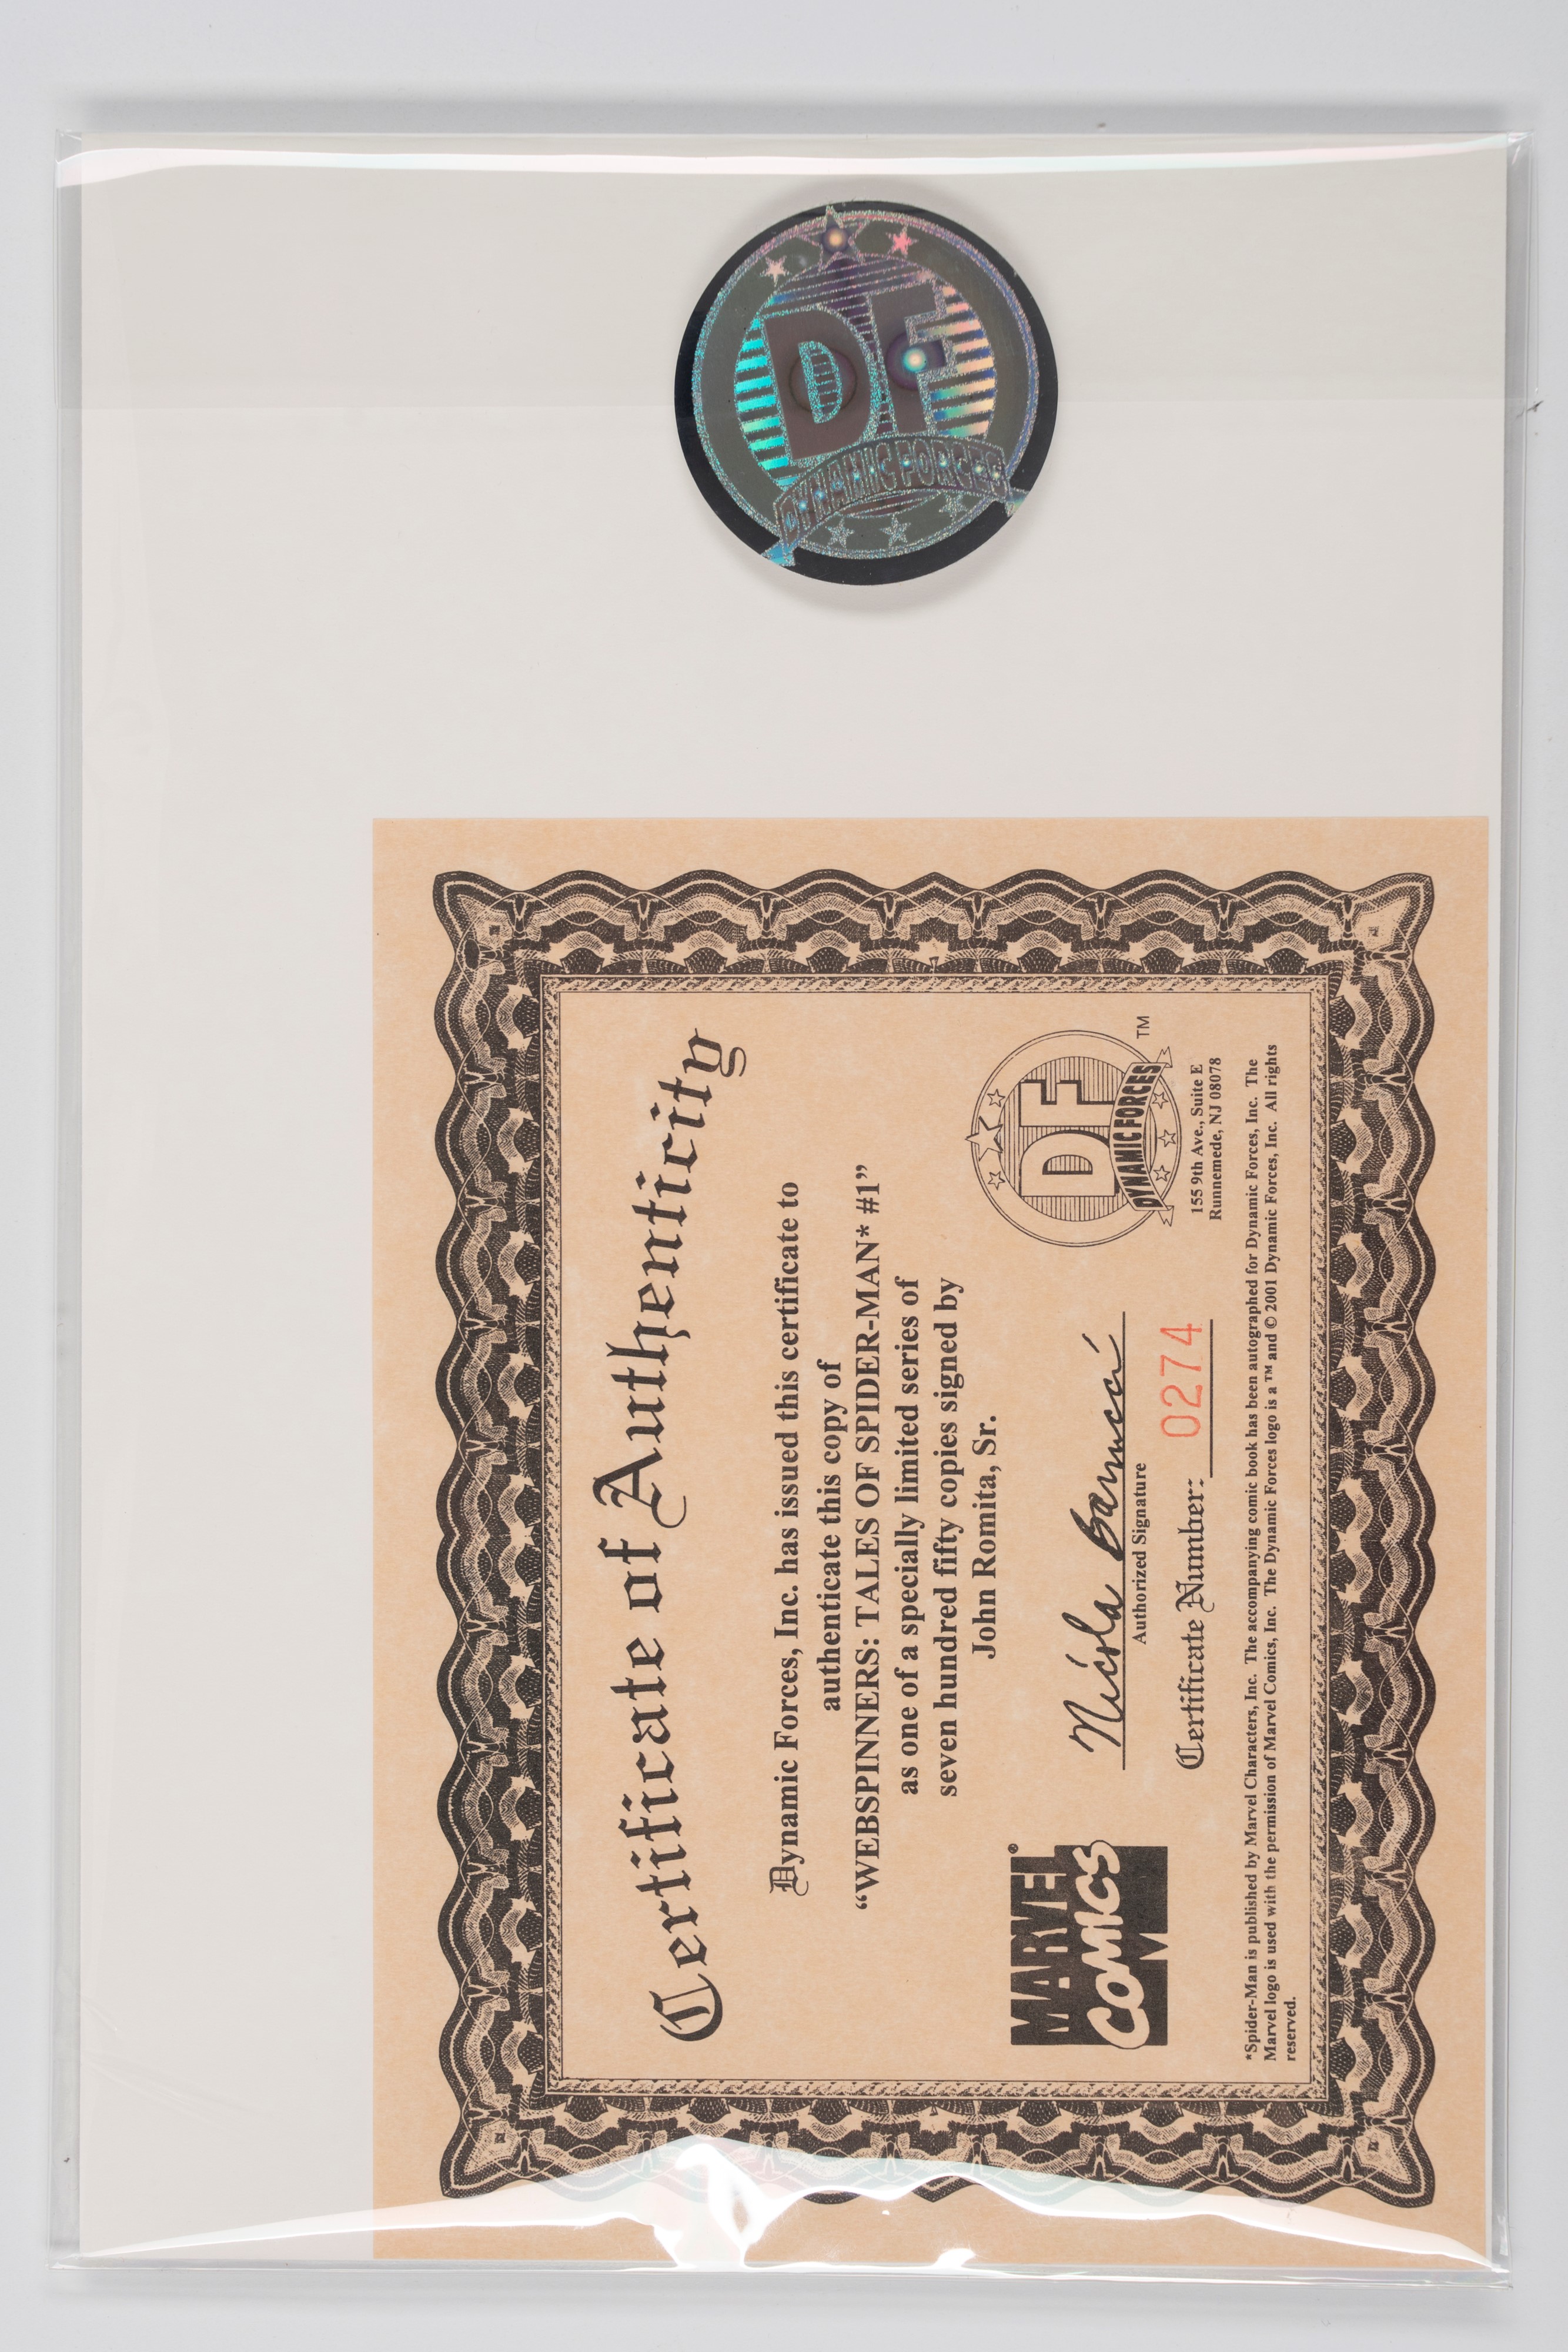 DF
DYNAMIC FORCES
Certificate of Authenticity
Dynamic Forces, Inc. has issued this certificate to
authenticate this copy of
“WEBSPINNERS: TALES OF SPIDER-MAN* #1”
as one of a specially limited series of
seven hundred fifty copies signed by
John Romita, Sr.
MARVEL®
COMICS
Nicola Barrucci
Authorized Signature
Certificate Number: 0274
DF
DYNAMIC FORCES
TM
155 9th Ave., Suite E
Runnemede, NJ 08078
*Spider-Man is published by Marvel Characters, Inc. The accompanying comic book has been autographed for Dynamic Forces, Inc. The
Marvel logo is used with the permission of Marvel Comics, Inc. The Dynamic Forces logo is a ™ and © 2001 Dynamic Forces, Inc. All rights
reserved.